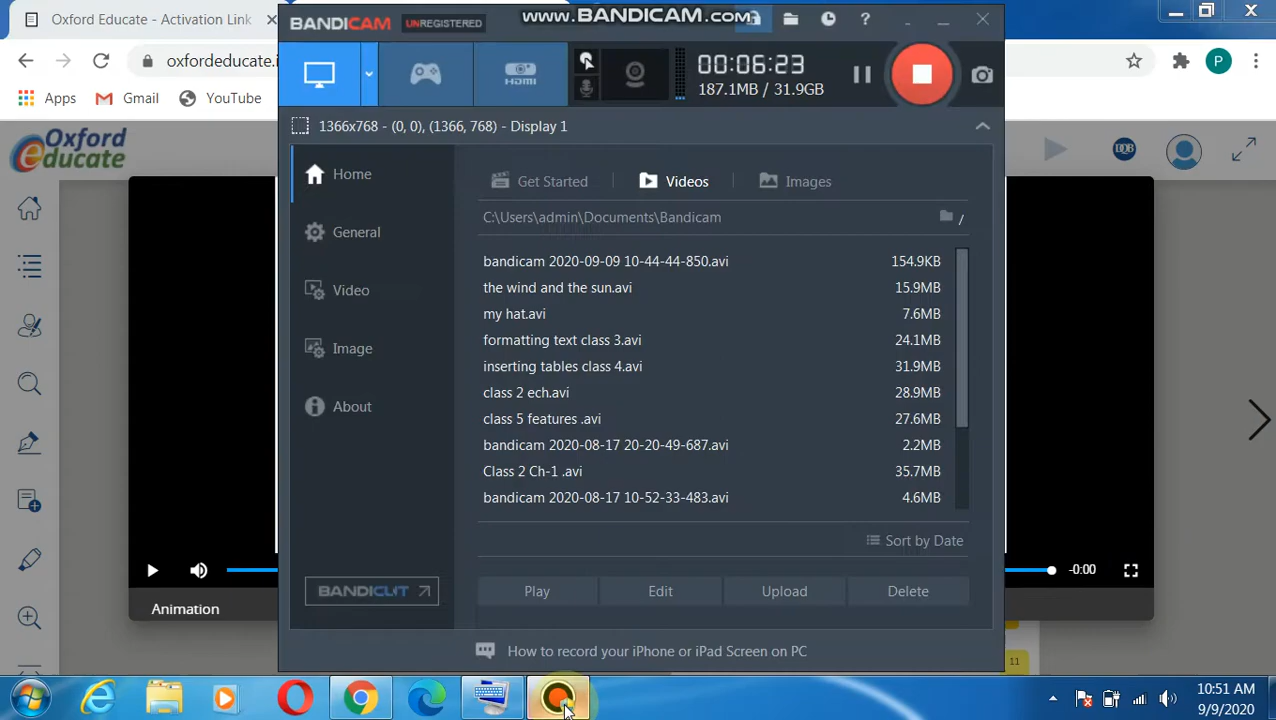 Oxford Educate - Activation Link
BANDICAM UNREGISTERED
www.BANDICAM.com
oxfordeducate.i
HDMI
00:06:23
187.1MB / 31.9GB
P
Apps
Gmail
YouTube
1366x768 - (0, 0), (1366, 768) - Display 1
Oxford
educate
DQB
Home
General
Video
Image
About
Get Started
Videos
Images
C:\Users\admin\Documents\Bandicam
/
bandicam 2020-09-09 10-44-44-850.avi 154.9KB
the wind and the sun.avi 15.9MB
my hat.avi 7.6MB
formatting text class 3.avi 24.1MB
inserting tables class 4.avi 31.9MB
class 2 ech.avi 28.9MB
class 5 features .avi 27.6MB
bandicam 2020-08-17 20-20-49-687.avi 2.2MB
Class 2 Ch-1 .avi 35.7MB
bandicam 2020-08-17 10-52-33-483.avi 4.6MB
Sort by Date
BANDICUT
Play
Edit
Upload
Delete
-0:00
Animation
How to record your iPhone or iPad Screen on PC
11
10:51 AM
9/9/2020